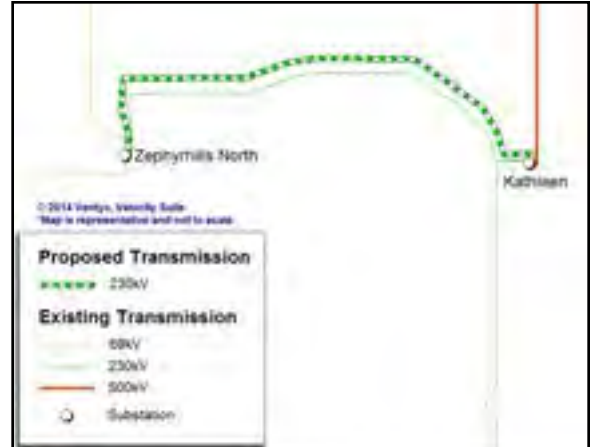 Zephyrhills North
Kathleen
© 2014 Ventyx, Velocity Suite
*Map is representative and not to scale
Proposed Transmission
230kV
Existing Transmission
69kV
230kV
500kV
Substation